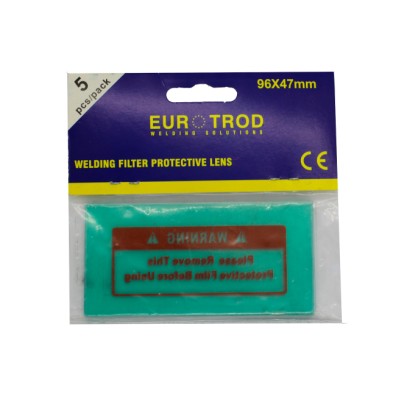 5
pcs/pack
96X47mm
EUROTROD
WELDING SOLUTIONS
WELDING FILTER PROTECTIVE LENS
CE
WARNING
Please Remove This
Protective Film Before Using